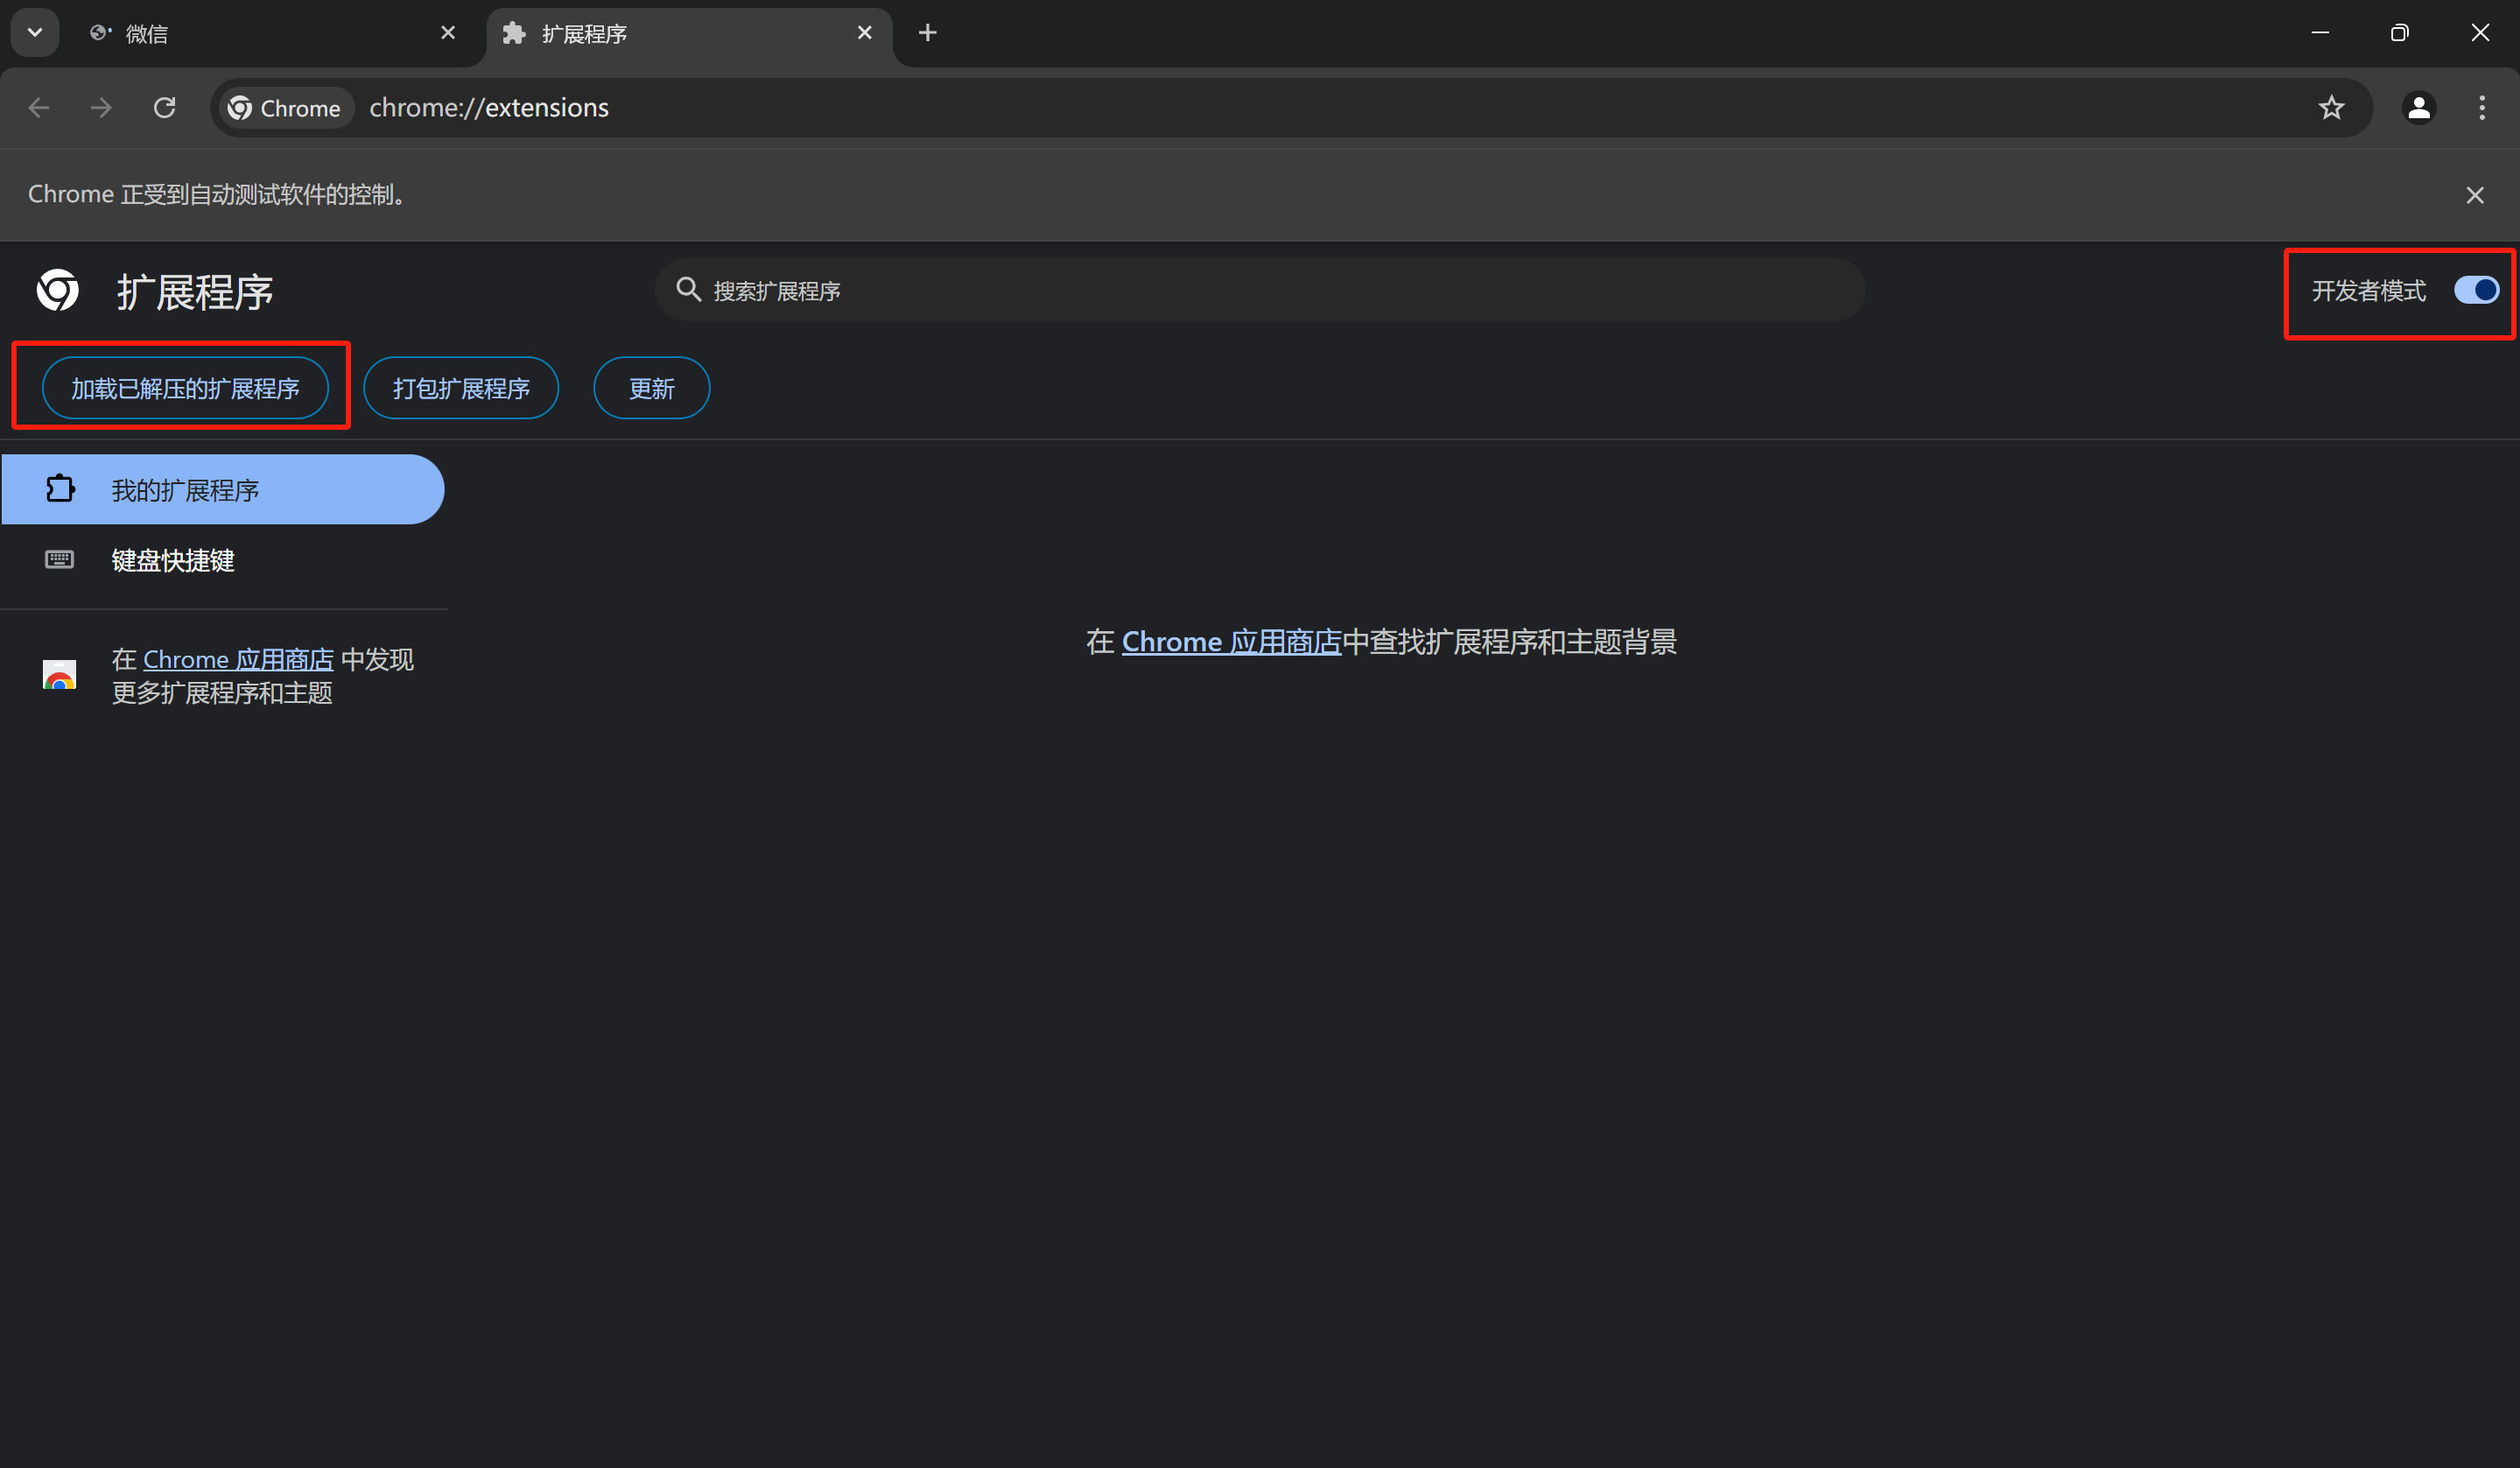 微信
扩展程序
Chrome
chrome://extensions
Chrome 正受到自动测试软件的控制。
扩展程序
搜索扩展程序
开发者模式
加载已解压的扩展程序
打包扩展程序
更新
我的扩展程序
键盘快捷键
在 Chrome 应用商店 中发现
更多扩展程序和主题
在 Chrome 应用商店中查找扩展程序和主题背景